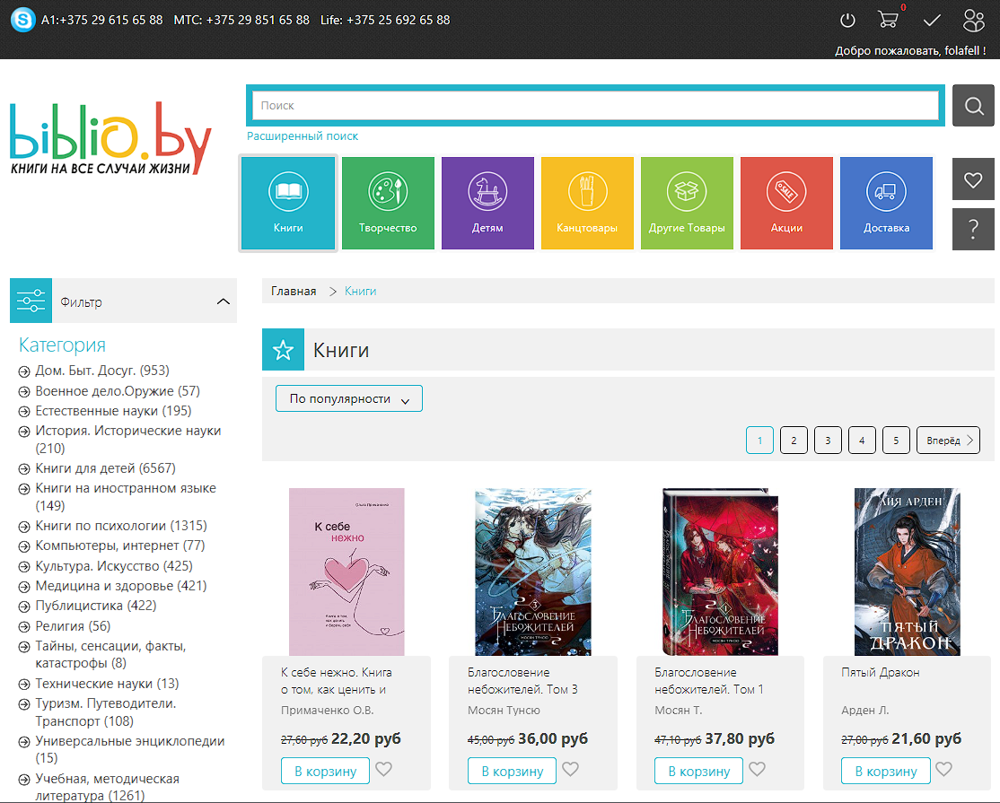 А1:+375 29 615 65 88 МТС: +375 29 851 65 88 Life: +375 25 692 65 88
0
Добро пожаловать, folafell !
biblio.by
КНИГИ НА ВСЕ СЛУЧАИ ЖИЗНИ
Поиск
Расширенный поиск
Книги
Творчество
Детям
Канцтовары
Другие Товары
SALE
Акции
Доставка
?
Фильтр
Категория
Дом. Быт. Досуг. (953)
Военное дело.Оружие (57)
Естественные науки (195)
История. Исторические науки
(210)
Книги для детей (6567)
Книги на иностранном языке
(149)
Книги по психологии (1315)
Компьютеры, интернет (77)
Культура. Искусство (425)
Медицина и здоровье (421)
Публицистика (422)
Религия (56)
Тайны, сенсации, факты,
катастрофы (8)
Технические науки (13)
Туризм. Путеводители.
Транспорт (108)
Универсальные энциклопедии
(15)
Учебная, методическая
литература (1261)
Главная > Книги
Книги
По популярности
1 2 3 4 5 Вперёд
Ольга Примаченко
К себе
нежно
Книга о том,
как ценить
и беречь себя
3
Благословение
Небожителей
МОСЯН ТУНСЮ
1
Благословение
Небожителей
МОСЯН ТУНСЮ
ЛИЯ АРДЕН
ПЯТЫЙ
ДРАКОН
К себе нежно. Книга
о том, как ценить и
Примаченко О.В.
27,60 руб 22,20 руб
В корзину
Благословение
небожителей. Том 3
Мосян Тунсю
45,00 руб 36,00 руб
В корзину
Благословение
небожителей. Том 1
Мосян Т.
47,10 руб 37,80 руб
В корзину
Пятый Дракон
Арден Л.
27,00 руб 21,60 руб
В корзину